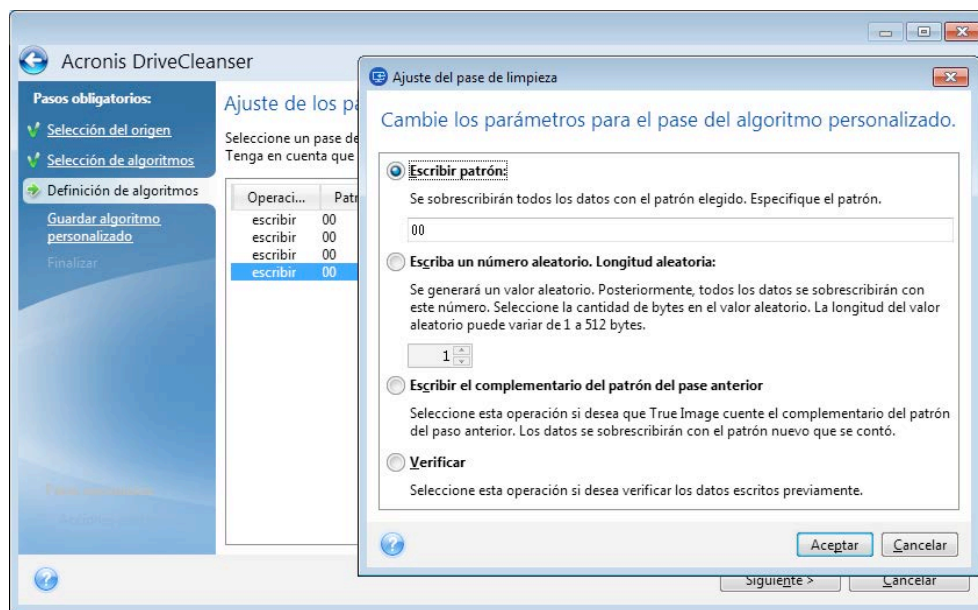 Acronis DriveCleanser
Pasos obligatorios:
Selección del origen
Selección de algoritmos
Definición de algoritmos
Guardar algoritmo
personalizado
Finalizar
Ajuste de los
Seleccione un pase de
Tenga en cuenta que
Operaci...
escribir 00
escribir 00
escribir 00
escribir 00
Ajuste del pase de limpieza
Cambie los parámetros para el pase del algoritmo personalizado.
Escribir patrón:
Se sobrescribirán todos los datos con el patrón elegido. Especifique el patrón.
00
Escriba un número aleatorio. Longitud aleatoria:
Se generará un valor aleatorio. Posteriormente, todos los datos se sobrescribirán con
este número. Seleccione la cantidad de bytes en el valor aleatorio. La longitud del valor
aleatorio puede variar de 1 a 512 bytes.
1
Escribir el complementario del patrón del pase anterior
Seleccione esta operación si desea que True Image cuente el complementario del patrón
del paso anterior. Los datos se sobrescribirán con el patrón nuevo que se contó.
Verificar
Seleccione esta operación si desea verificar los datos escritos previamente.
Aceptar Cancelar
Siguiente > Cancelar